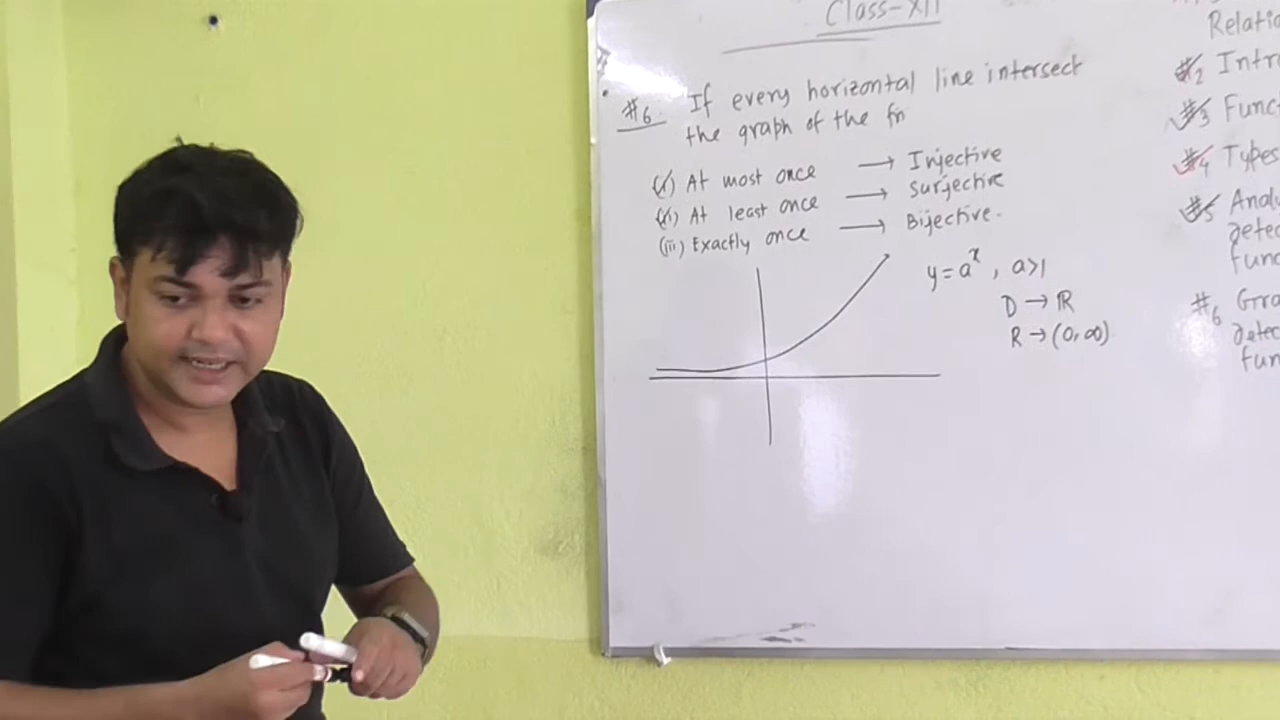 Class-XII
#6. If every horizontal line intersect
the graph of the fn
(i) At most once → Injective
(ii) At least once → Surjective
(iii) Exactly once → Bijective.
y=aˣ, a>1
D → ℝ
R → (0,∞)
Relatio
#2 Intro
#3 Func
#4 Types
#5 Analy
detec
func
#6 Gra
detec
fun